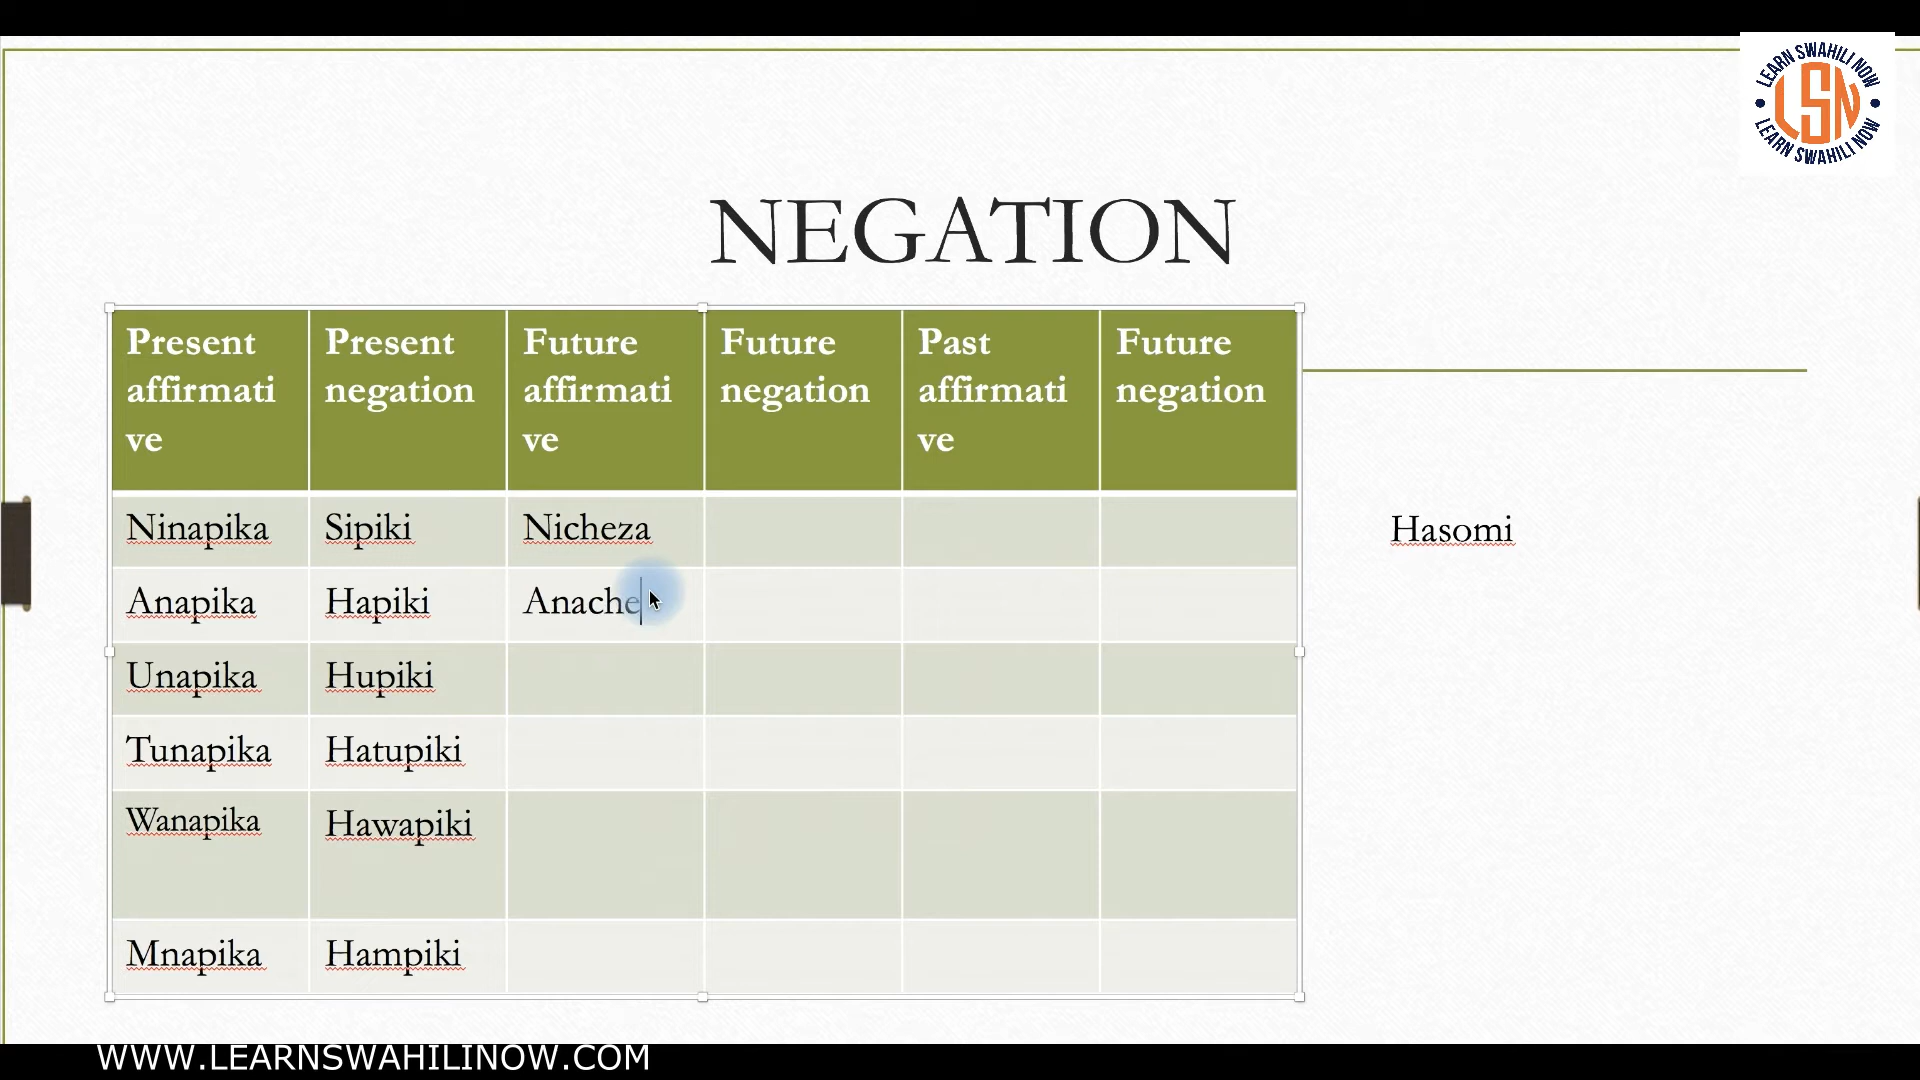 LEARN SWAHILI NOW
LSN
LEARN SWAHILI NOW
NEGATION
Present affirmati ve
Present negation
Future affirmati ve
Future negation
Past affirmati ve
Future negation
Ninapika Sipiki Nicheza
Hasomi
Anapika Hapiki Anache
Unapika Hupiki
Tunapika Hatupiki
Wanapika Hawapiki
Mnapika Hampiki
WWW.LEARNSWAHILINOW.COM